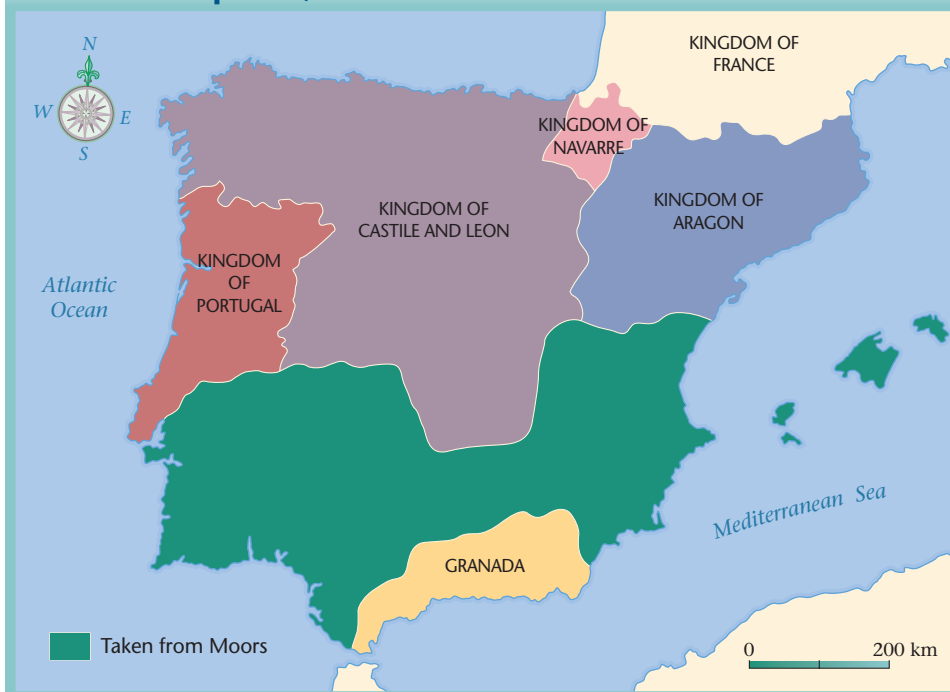 N
W
E
S
KINGDOM OF
FRANCE
KINGDOM OF
NAVARRE
KINGDOM OF
CASTILE AND LEON
KINGDOM OF
ARAGON
KINGDOM
OF
PORTUGAL
Atlantic
Ocean
Mediterranean Sea
GRANADA
Taken from Moors
0
200 km